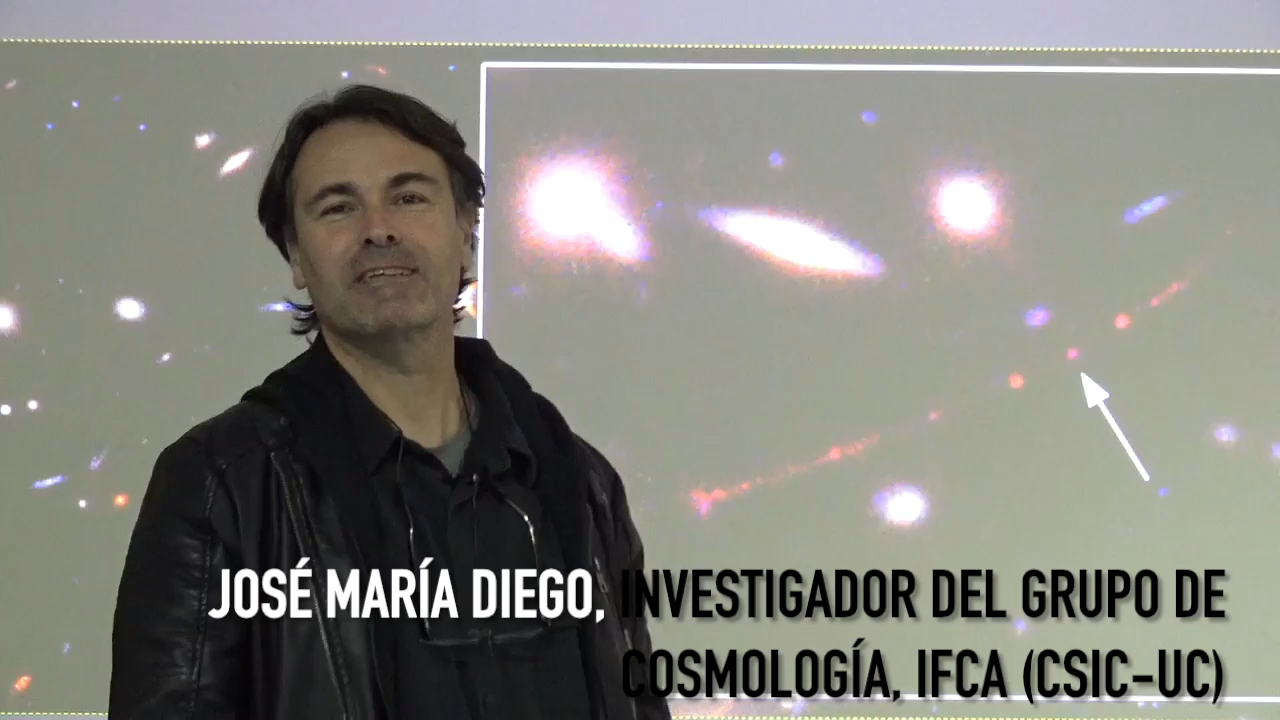 JOSÉ MARÍA DIEGO, INVESTIGADOR DEL GRUPO DE
COSMOLOGÍA, IFCA (CSIC-UC)